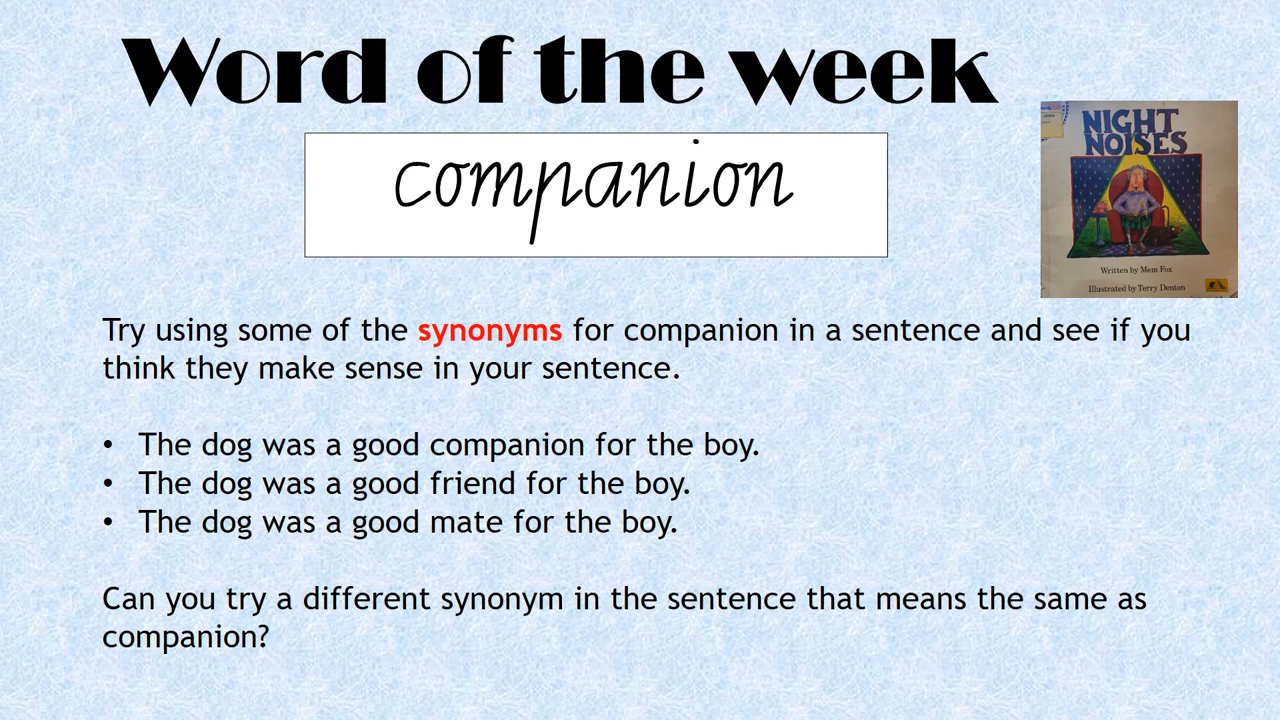 Word of the week
companion
NIGHT
NOISES
Written by Mem Fox
Illustrated by Terry Denton
Try using some of the synonyms for companion in a sentence and see if you
think they make sense in your sentence.
• The dog was a good companion for the boy.
• The dog was a good friend for the boy.
• The dog was a good mate for the boy.
Can you try a different synonym in the sentence that means the same as
companion?